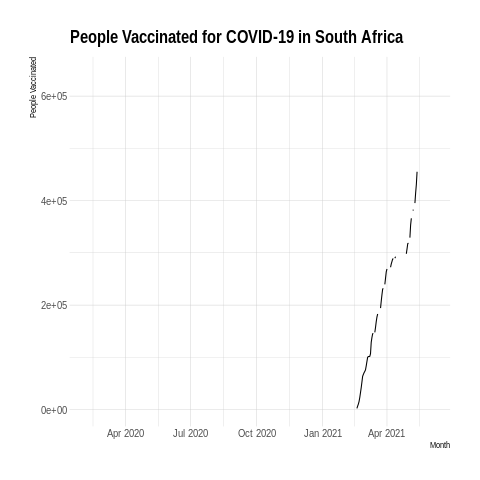 People Vaccinated for COVID-19 in South Africa
People Vaccinated
6e+05
4e+05
2e+05
0e+00
Apr 2020 Jul 2020 Oct 2020 Jan 2021 Apr 2021
Month